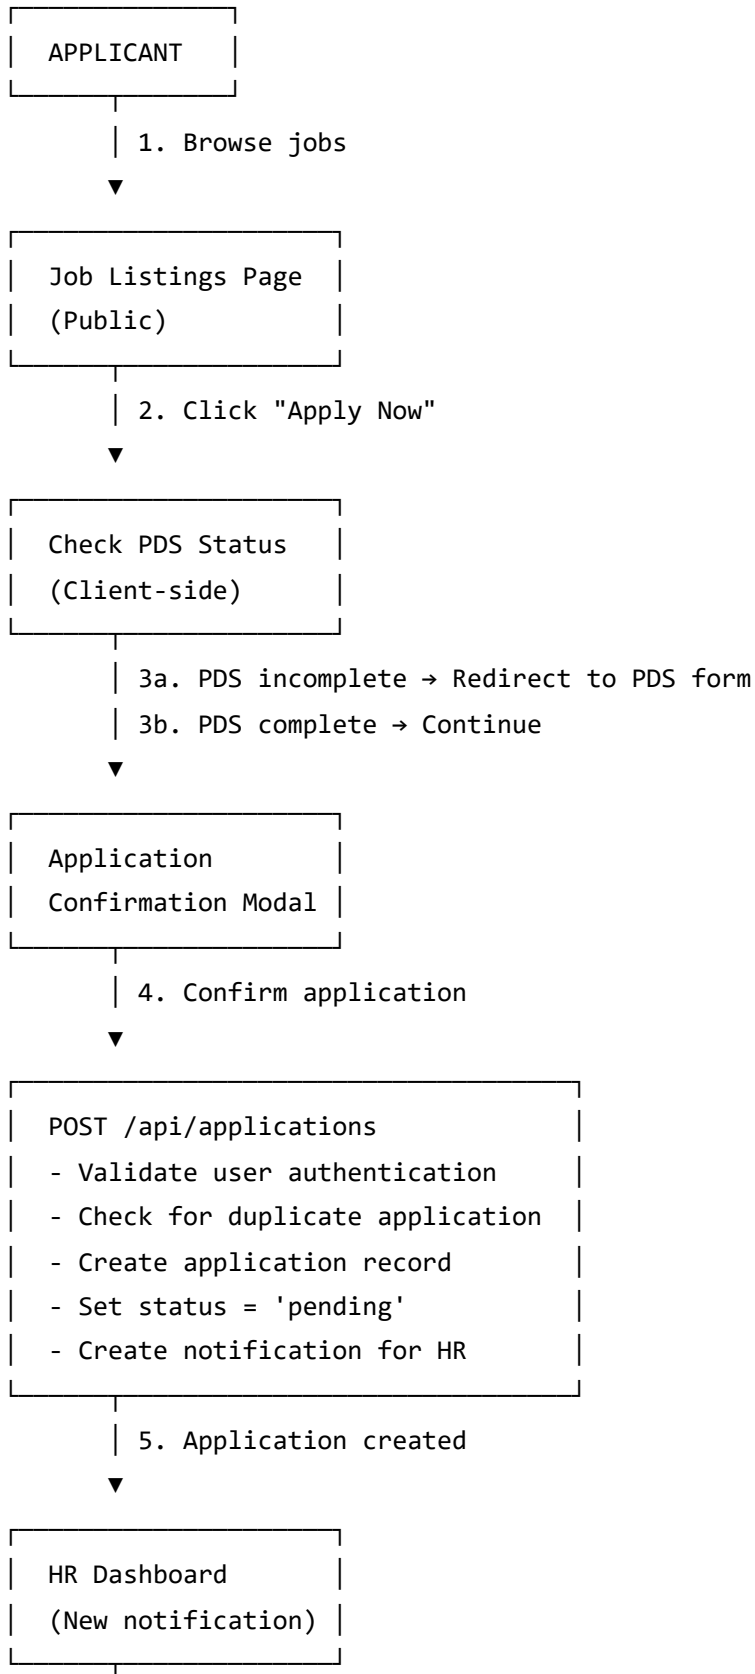 APPLICANT
1. Browse jobs
▼
Job Listings Page
(Public)
2. Click "Apply Now"
▼
Check PDS Status
(Client-side)
3a. PDS incomplete → Redirect to PDS form
3b. PDS complete → Continue
▼
Application
Confirmation Modal
4. Confirm application
▼
POST /api/applications
- Validate user authentication
- Check for duplicate application
- Create application record
- Set status = 'pending'
- Create notification for HR
5. Application created
▼
HR Dashboard
(New notification)